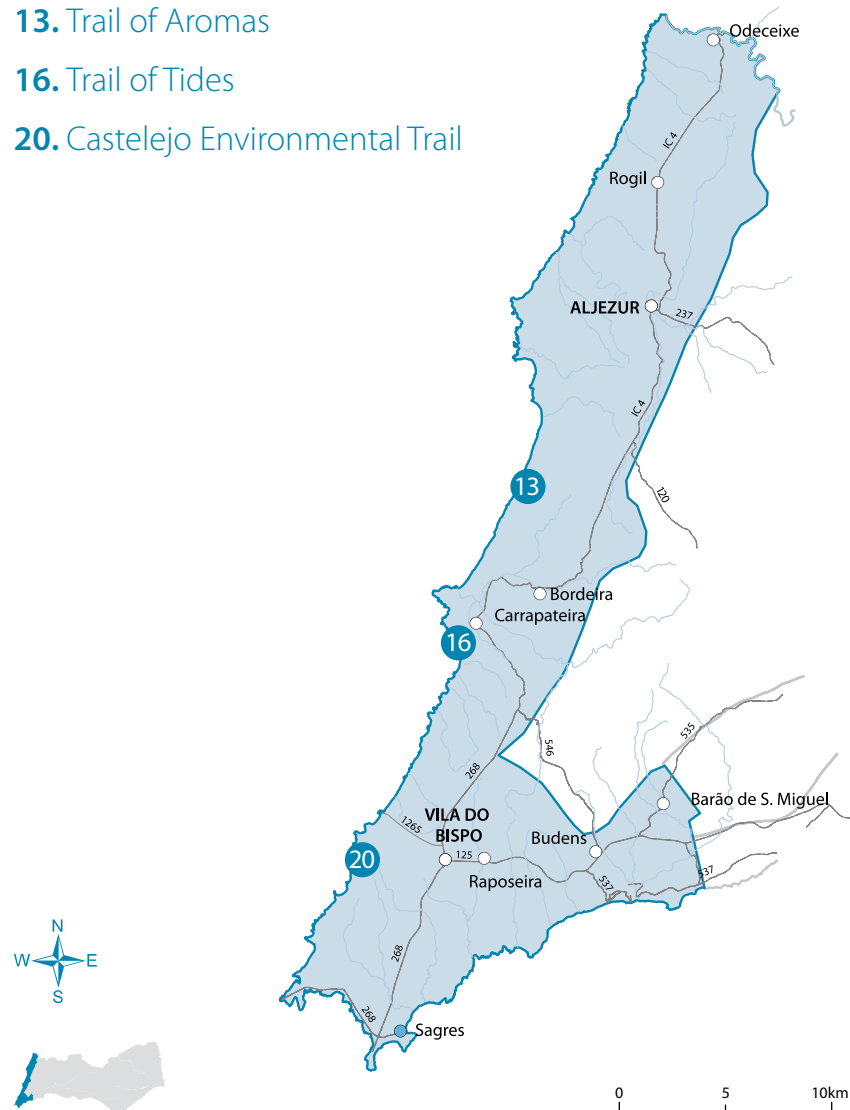 13. Trail of Aromas
16. Trail of Tides
20. Castelejo Environmental Trail
Odeceixe
IC 4
Rogil
ALJEZUR
237
IC 4
120
13
Bordeira
Carrapateira
16
546
535
268
Barão de S. Miguel
1265
VILA DO
BISPO
Budens
20
125
Raposeira
537
537
N
W E
S
268
268
Sagres
0 5 10km